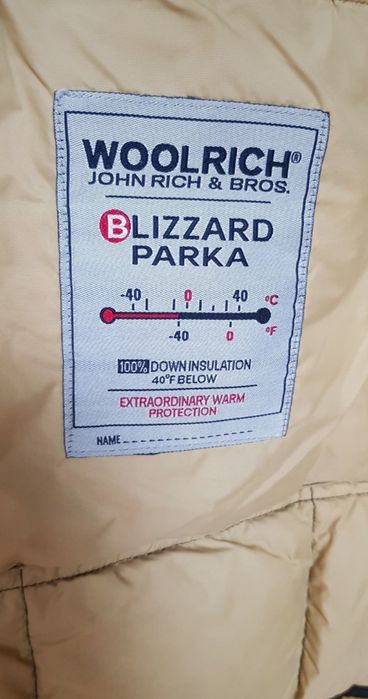 WOOLRICH®
JOHN RICH & BROS.
BLIZZARD
PARKA
-40 0 40 °C
-40 0 °F
100% DOWN INSULATION
40°F BELOW
EXTRAORDINARY WARM
PROTECTION
NAME